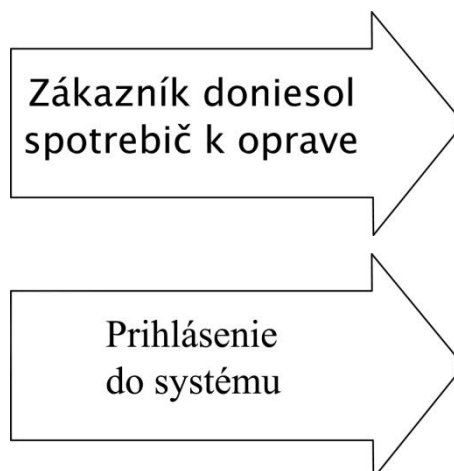 Zákazník doniesol
spotrebič k oprave
Prihlásenie
do systému